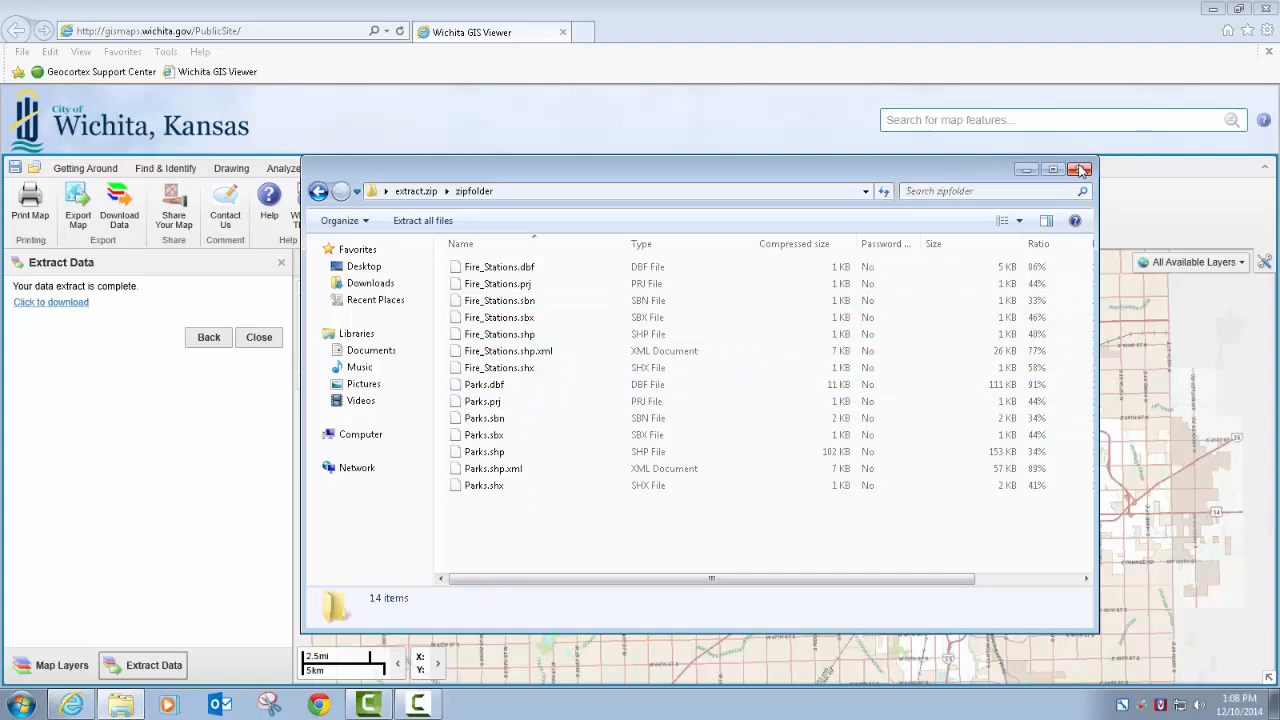 http://gismaps.wichita.gov/PublicSite/
Wichita GIS Viewer
File Edit View Favorites Tools Help
Geocortex Support Center Wichita GIS Viewer
City of
Wichita, Kansas
Search for map features...
Getting Around Find & Identify Drawing Analyze
Print Map
Export Map
Download Data
Share Your Map
Contact Us
Help
Printing Export Share Comment Help
Extract Data
Your data extract is complete.
Click to download
Back Close
Map Layers Extract Data
extract.zip zipfolder
Search zipfolder
Organize Extract all files
Favorites
Desktop
Downloads
Recent Places
Libraries
Documents
Music
Pictures
Videos
Computer
Network
Name Type Compressed size Password ... Size Ratio
Fire_Stations.dbf DBF File 1 KB No 5 KB 86%
Fire_Stations.prj PRJ File 1 KB No 1 KB 44%
Fire_Stations.sbn SBN File 1 KB No 1 KB 33%
Fire_Stations.sbx SBX File 1 KB No 1 KB 46%
Fire_Stations.shp SHP File 1 KB No 1 KB 40%
Fire_Stations.shp.xml XML Document 7 KB No 26 KB 77%
Fire_Stations.shx SHX File 1 KB No 1 KB 58%
Parks.dbf DBF File 11 KB No 111 KB 91%
Parks.prj PRJ File 1 KB No 1 KB 44%
Parks.sbn SBN File 2 KB No 2 KB 34%
Parks.sbx SBX File 1 KB No 1 KB 44%
Parks.shp SHP File 102 KB No 153 KB 34%
Parks.shp.xml XML Document 7 KB No 57 KB 89%
Parks.shx SHX File 1 KB No 2 KB 41%
14 items
All Available Layers
2.5mi
5km
X:
Y:
1:08 PM
12/10/2014